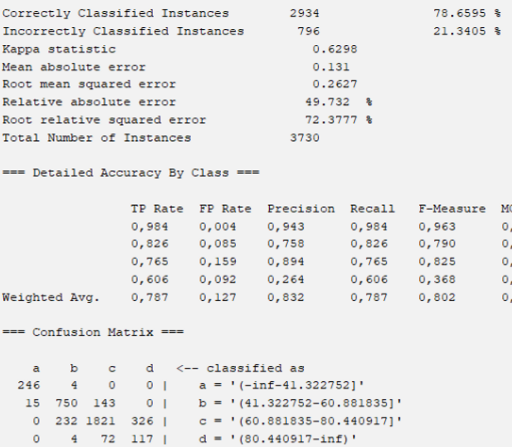 Correctly Classified Instances 2934 78.6595 %
Incorrectly Classified Instances 796 21.3405 %
Kappa statistic 0.6298
Mean absolute error 0.131
Root mean squared error 0.2627
Relative absolute error 49.732 %
Root relative squared error 72.3777 %
Total Number of Instances 3730
=== Detailed Accuracy By Class ===
TP Rate FP Rate Precision Recall F-Measure
0,984 0,004 0,943 0,984 0,963 0,
0,826 0,085 0,758 0,826 0,790 0,
0,765 0,159 0,894 0,765 0,825 0,
0,606 0,092 0,264 0,606 0,368 0,
Weighted Avg. 0,787 0,127 0,832 0,787 0,802 0,
=== Confusion Matrix ===
a b c d <-- classified as
246 4 0 0 | a = '(-inf-41.322752]'
15 750 143 0 | b = '(41.322752-60.881835]'
0 232 1821 326 | c = '(60.881835-80.440917]'
0 4 72 117 | d = '(80.440917-inf)'